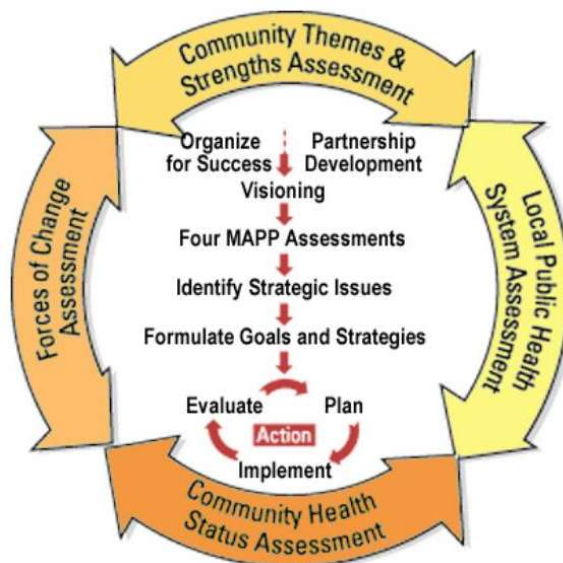 Community Themes &
Strengths Assessment
Organize
for Success
Partnership
Development
Visioning
Four MAPP Assessments
Identify Strategic Issues
Formulate Goals and Strategies
Evaluate
Plan
Action
Implement
Forces of Change
Assessment
Local Public Health
System Assessment
Community Health
Status Assessment